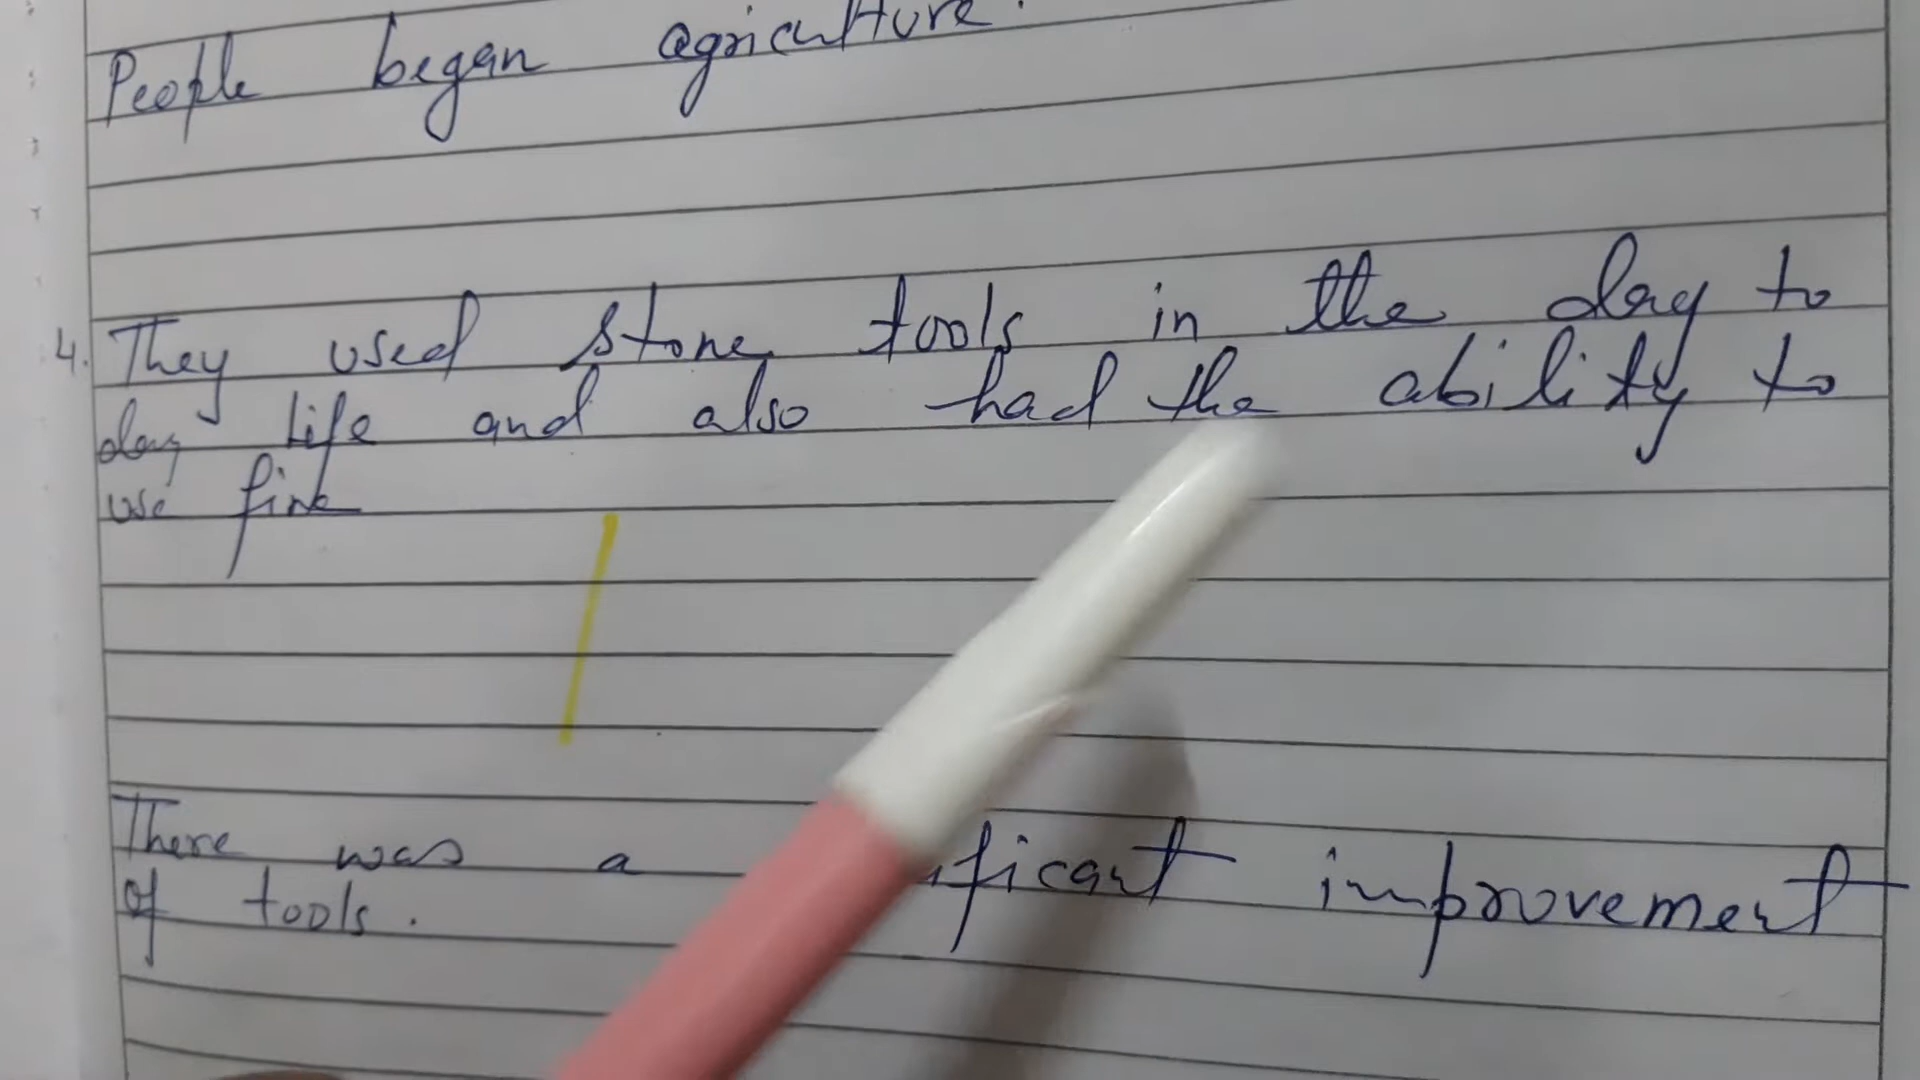 People began agriculture.
4. They used stone tools in the day to
day life and also had the ability to
use fire
There was a ificant improvement
of tools.